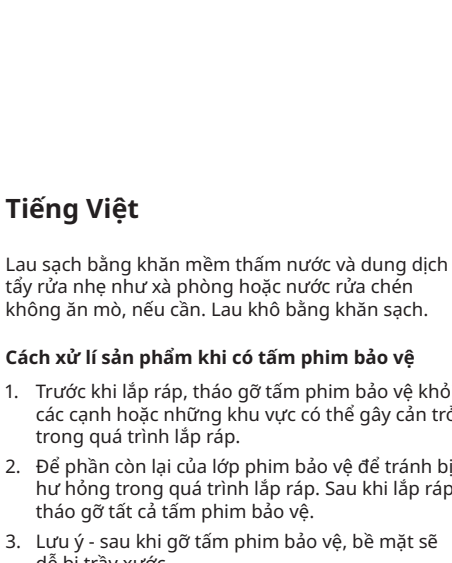 Tiếng Việt
Lau sạch bằng khăn mềm thấm nước và dung dịch
tẩy rửa nhẹ như xà phòng hoặc nước rửa chén
không ăn mò, nếu cần. Lau khô bằng khăn sạch.
Cách xử lí sản phẩm khi có tấm phim bảo vệ
1. Trước khi lắp ráp, tháo gỡ tấm phim bảo vệ khỏ
các cạnh hoặc những khu vực có thể gây cản trở
trong quá trình lắp ráp.
2. Để phần còn lại của lớp phim bảo vệ để tránh bị
hư hỏng trong quá trình lắp ráp. Sau khi lắp ráp
tháo gỡ tất cả tấm phim bảo vệ.
3. Lưu ý - sau khi gỡ tấm phim bảo vệ, bề mặt sẽ
dễ bị trầy xước.